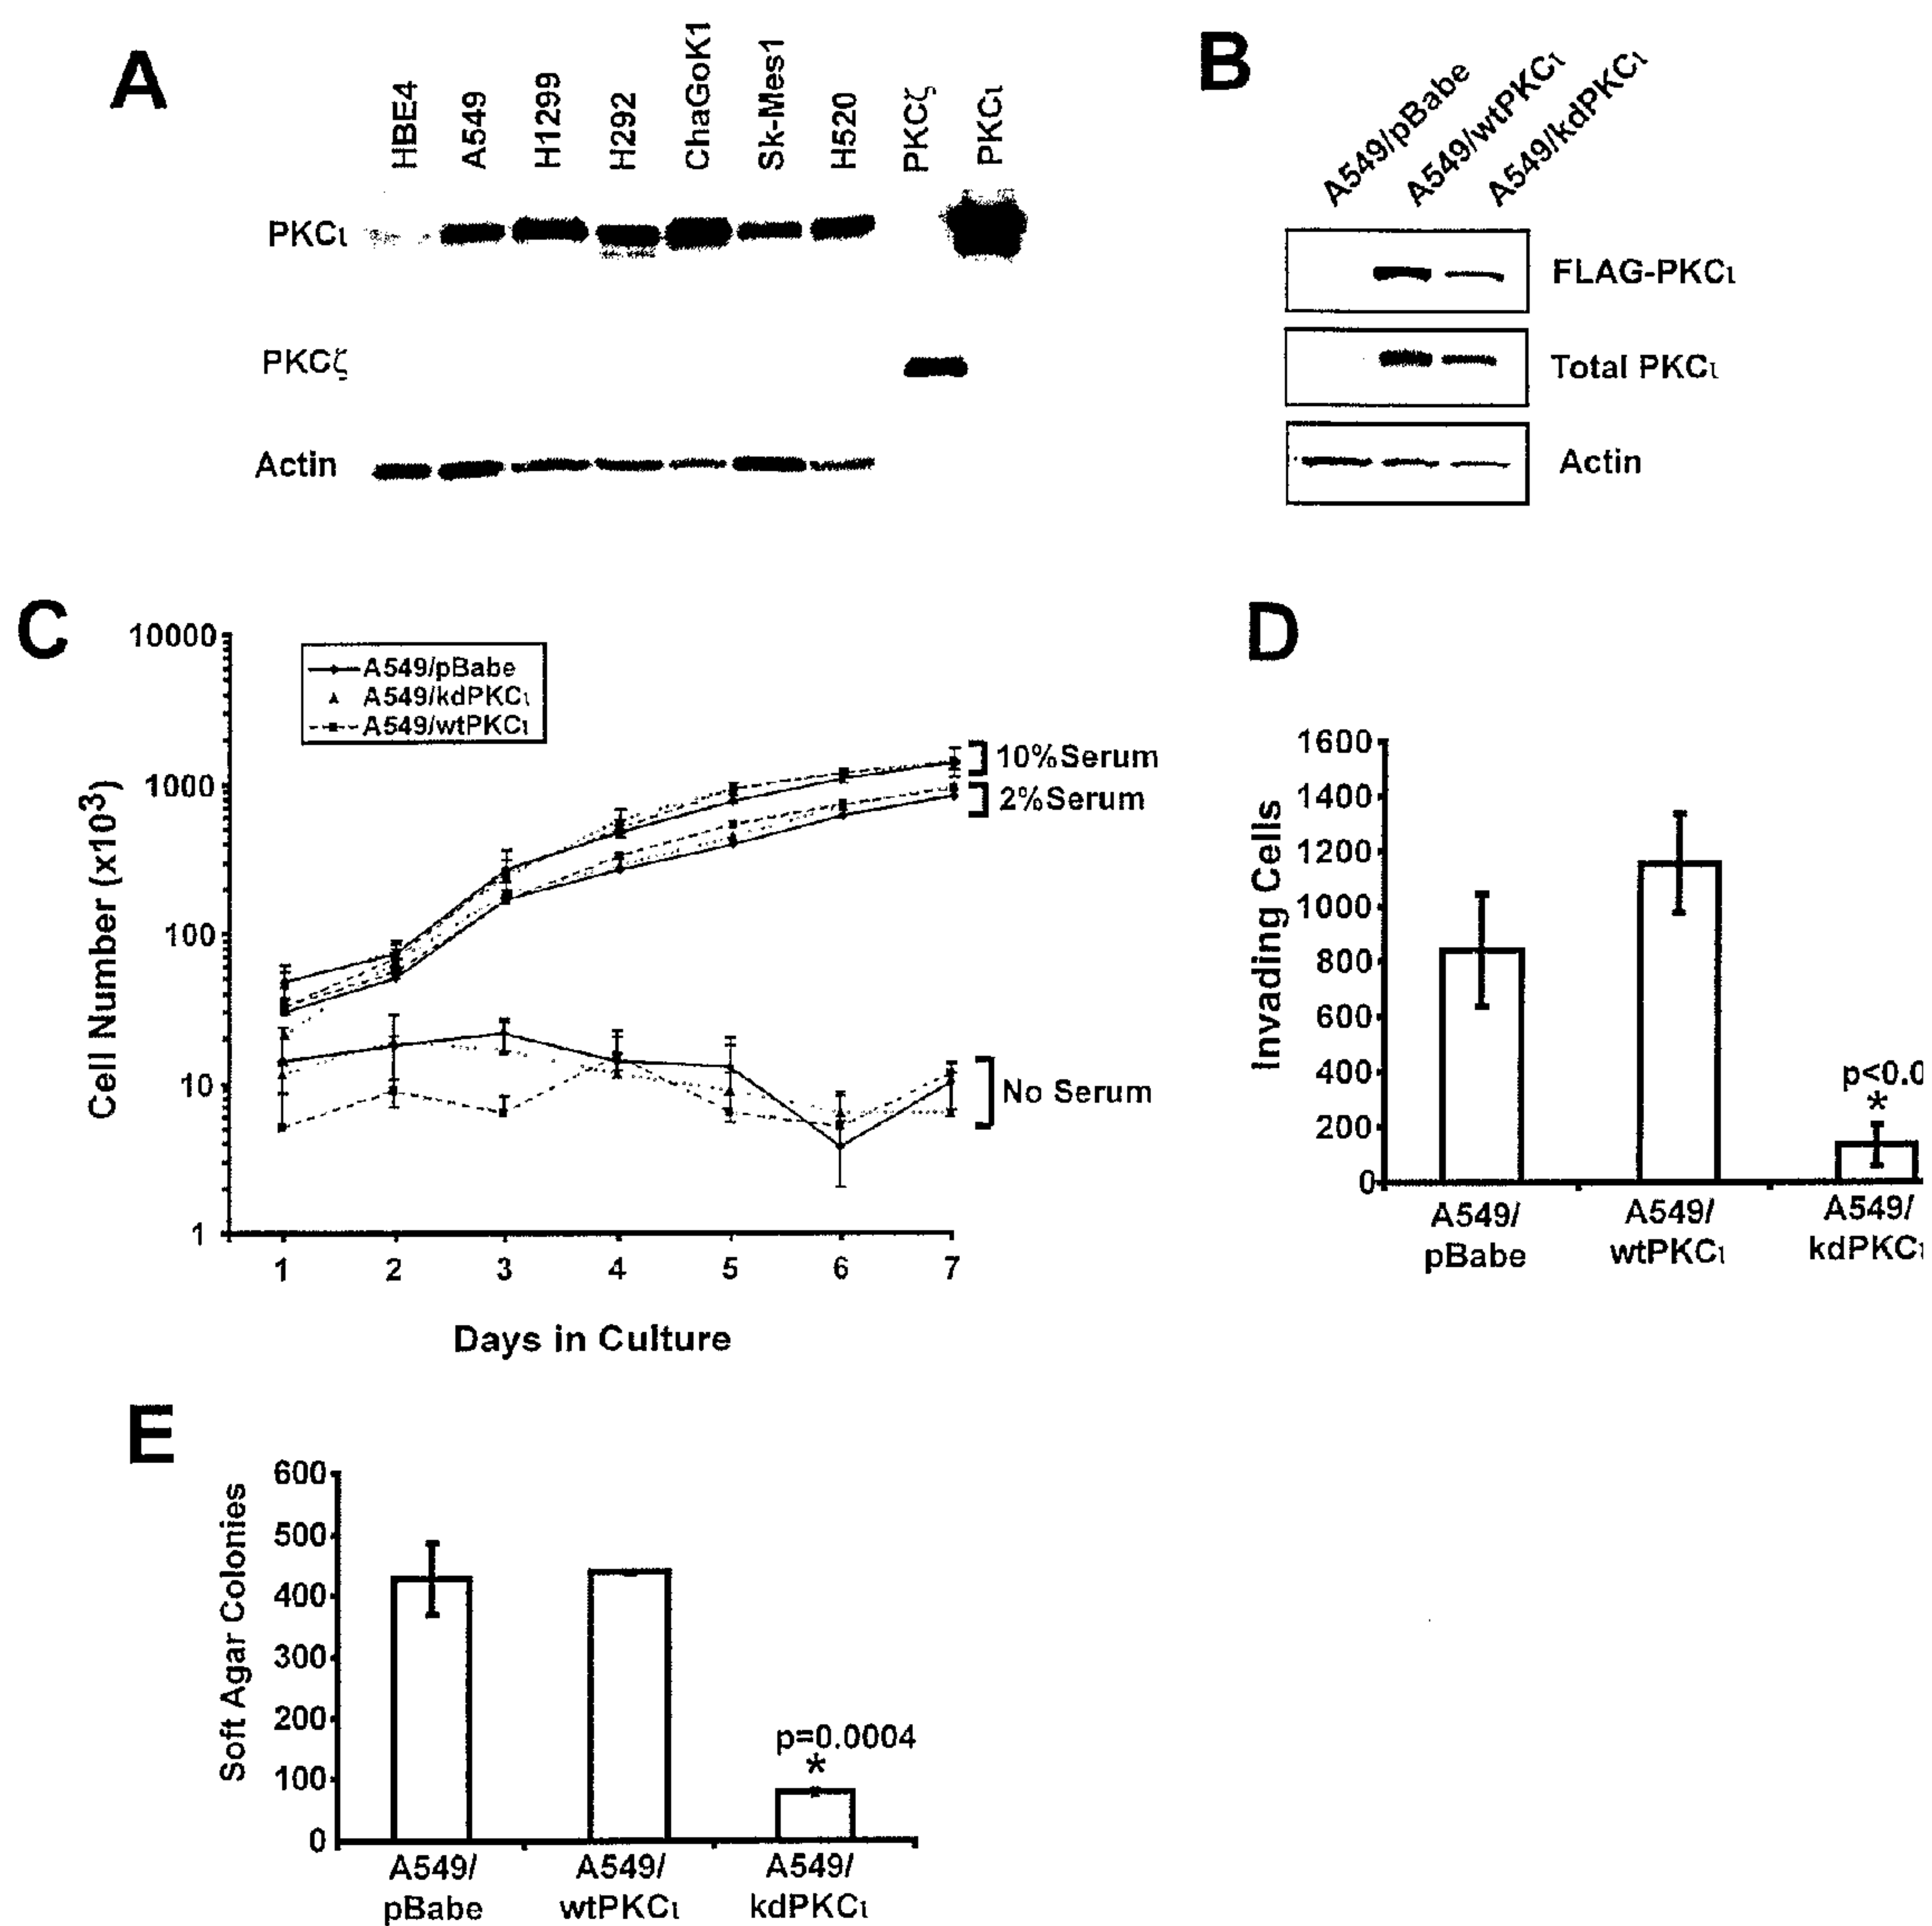 A
HBE4
A549
H1299
H292
ChaGoK1
Sk-Mes1
H520
PKCζ
PKCι
PKCι
PKCζ
Actin
B
A549/pBabe
A549/wtPKCι
A549/kdPKCι
FLAG-PKCι
Total PKCι
Actin
C
10000
1000
100
10
1
Cell Number (x10³)
A549/pBabe
A549/kdPKCι
A549/wtPKCι
10%Serum
2%Serum
No Serum
1 2 3 4 5 6 7
Days in Culture
D
1600
1400
1200
1000
800
600
400
200
0
Invading Cells
p<0.0
*
A549/
pBabe
A549/
wtPKCι
A549/
kdPKCι
E
600
500
400
300
200
100
0
Soft Agar Colonies
p=0.0004
*
A549/
pBabe
A549/
wtPKCι
A549/
kdPKCι